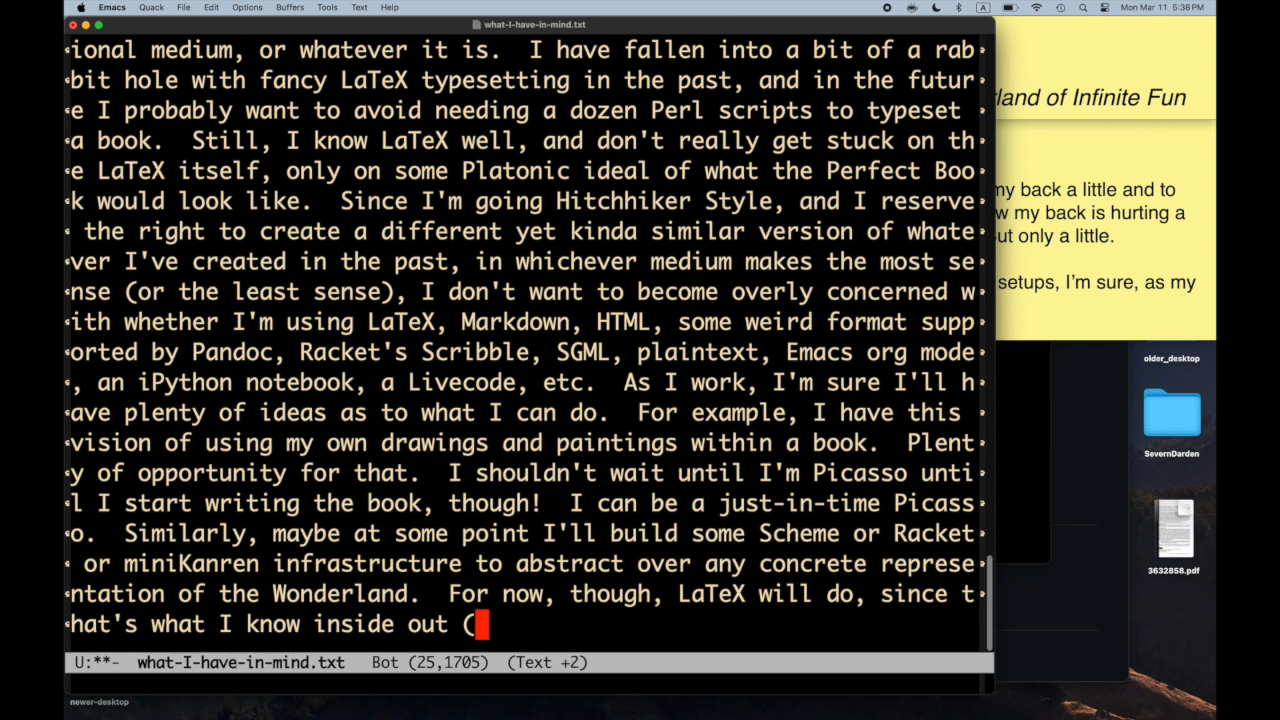 Emacs Quack File Edit Options Buffers Tools Text Help
A Mon Mar 11 5:38 PM
what-I-have-in-mind.txt
ional medium, or whatever it is.  I have fallen into a bit of a rab
bit hole with fancy LaTeX typesetting in the past, and in the futur
e I probably want to avoid needing a dozen Perl scripts to typeset
a book.  Still, I know LaTeX well, and don't really get stuck on th
e LaTeX itself, only on some Platonic ideal of what the Perfect Boo
k would look like.  Since I'm going Hitchhiker Style, and I reserve
the right to create a different yet kinda similar version of whate
ver I've created in the past, in whichever medium makes the most se
nse (or the least sense), I don't want to become overly concerned w
ith whether I'm using LaTeX, Markdown, HTML, some weird format supp
orted by Pandoc, Racket's Scribble, SGML, plaintext, Emacs org mode
, an iPython notebook, a Livecode, etc.  As I work, I'm sure I'll h
ave plenty of ideas as to what I can do.  For example, I have this
vision of using my own drawings and paintings within a book.  Plent
y of opportunity for that.  I shouldn't wait until I'm Picasso unti
l I start writing the book, though!  I can be a just-in-time Picass
o.  Similarly, maybe at some point I'll build some Scheme or Racket
or miniKanren infrastructure to abstract over any concrete represe
ntation of the Wonderland.  For now, though, LaTeX will do, since t
hat's what I know inside out (
U:**-  what-I-have-in-mind.txt   Bot (25,1705)  (Text +2)
rland of Infinite Fun
my back a little and to
w my back is hurting a
ut only a little.
setups, I'm sure, as my
older_desktop
SevernDarden
3632858.pdf
newer-desktop